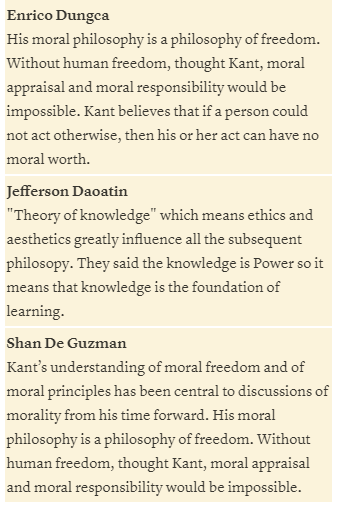 Enrico Dungca
His moral philosophy is a philosophy of freedom.
Without human freedom, thought Kant, moral
appraisal and moral responsibility would be
impossible. Kant believes that if a person could
not act otherwise, then his or her act can have no
moral worth.
Jefferson Daoatin
"Theory of knowledge" which means ethics and
aesthetics greatly influence all the subsequent
philosopy. They said the knowledge is Power so it
means that knowledge is the foundation of
learning.
Shan De Guzman
Kant’s understanding of moral freedom and of
moral principles has been central to discussions of
morality from his time forward. His moral
philosophy is a philosophy of freedom. Without
human freedom, thought Kant, moral appraisal
and moral responsibility would be impossible.